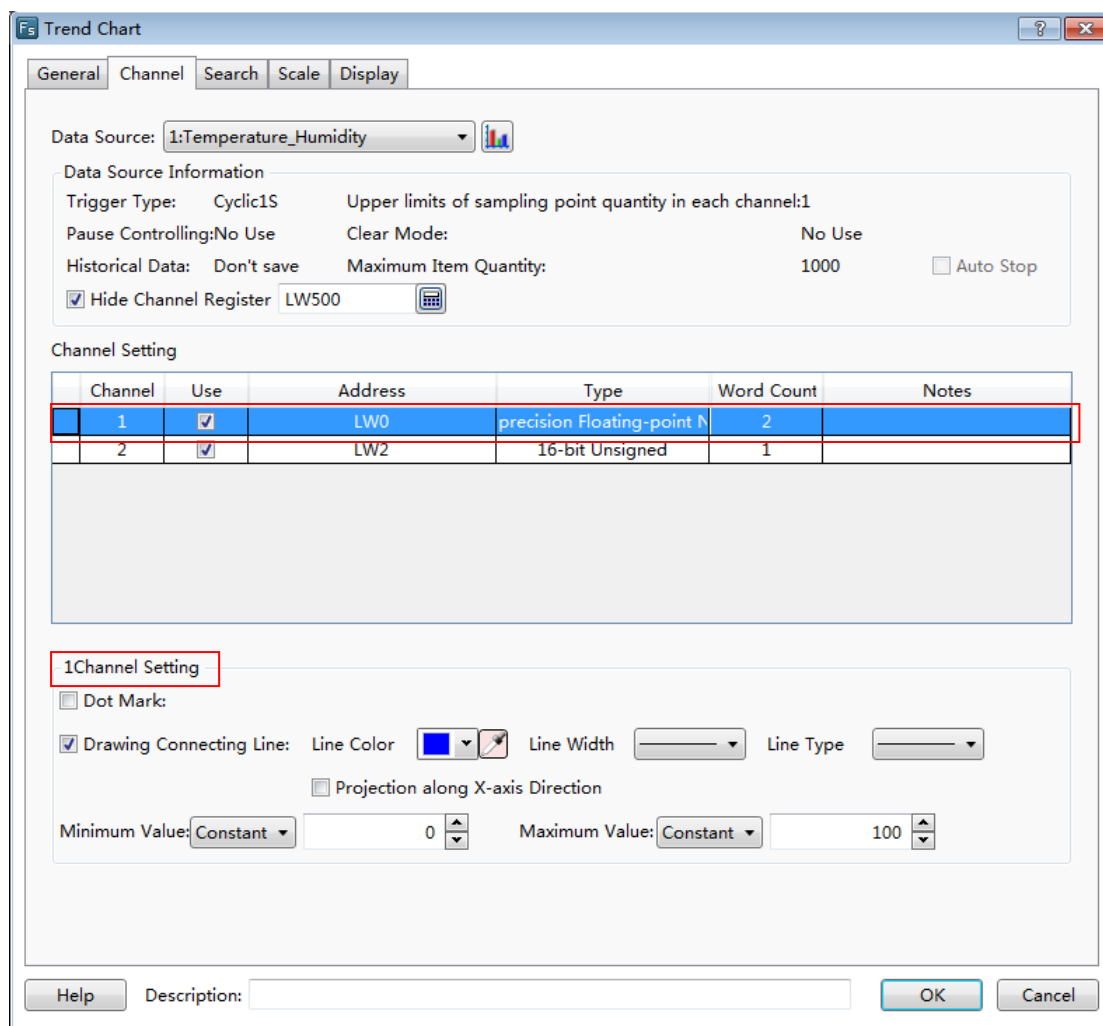 Fs Trend Chart
General Channel Search Scale Display
Data Source: 1:Temperature_Humidity
Data Source Information
Trigger Type: Cyclic1S Upper limits of sampling point quantity in each channel:1
Pause Controlling:No Use Clear Mode: No Use
Historical Data: Don't save Maximum Item Quantity: 1000 Auto Stop
Hide Channel Register LW500
Channel Setting
Channel Use Address Type Word Count Notes
1 LW0 precision Floating-point N 2
2 LW2 16-bit Unsigned 1
1Channel Setting
Dot Mark:
Drawing Connecting Line: Line Color Line Width Line Type
Projection along X-axis Direction
Minimum Value: Constant 0 Maximum Value: Constant 100
Help Description: OK Cancel